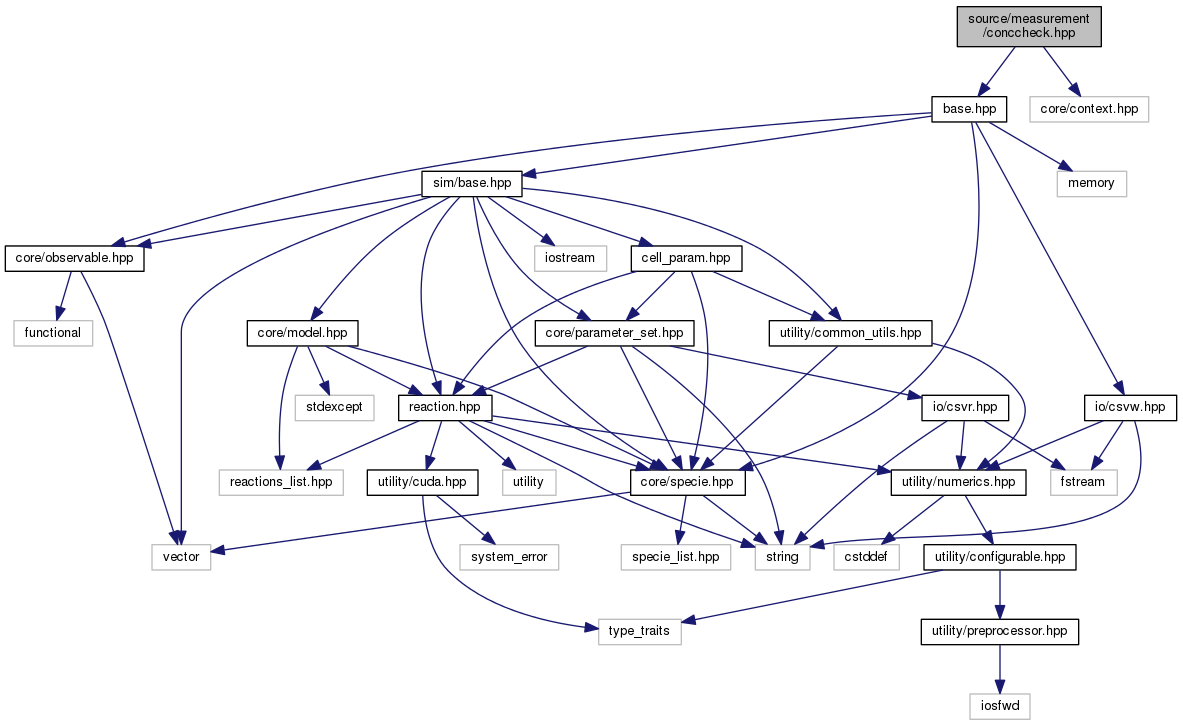 source/measurement
/conccheck.hpp
base.hpp
core/context.hpp
sim/base.hpp
memory
core/observable.hpp
iostream
cell_param.hpp
functional
core/model.hpp
core/parameter_set.hpp
utility/common_utils.hpp
stdexcept
reaction.hpp
io/csvr.hpp
io/csvw.hpp
reactions_list.hpp
utility/cuda.hpp
utility
core/specie.hpp
utility/numerics.hpp
fstream
vector
system_error
specie_list.hpp
string
cstddef
utility/configurable.hpp
type_traits
utility/preprocessor.hpp
iosfwd